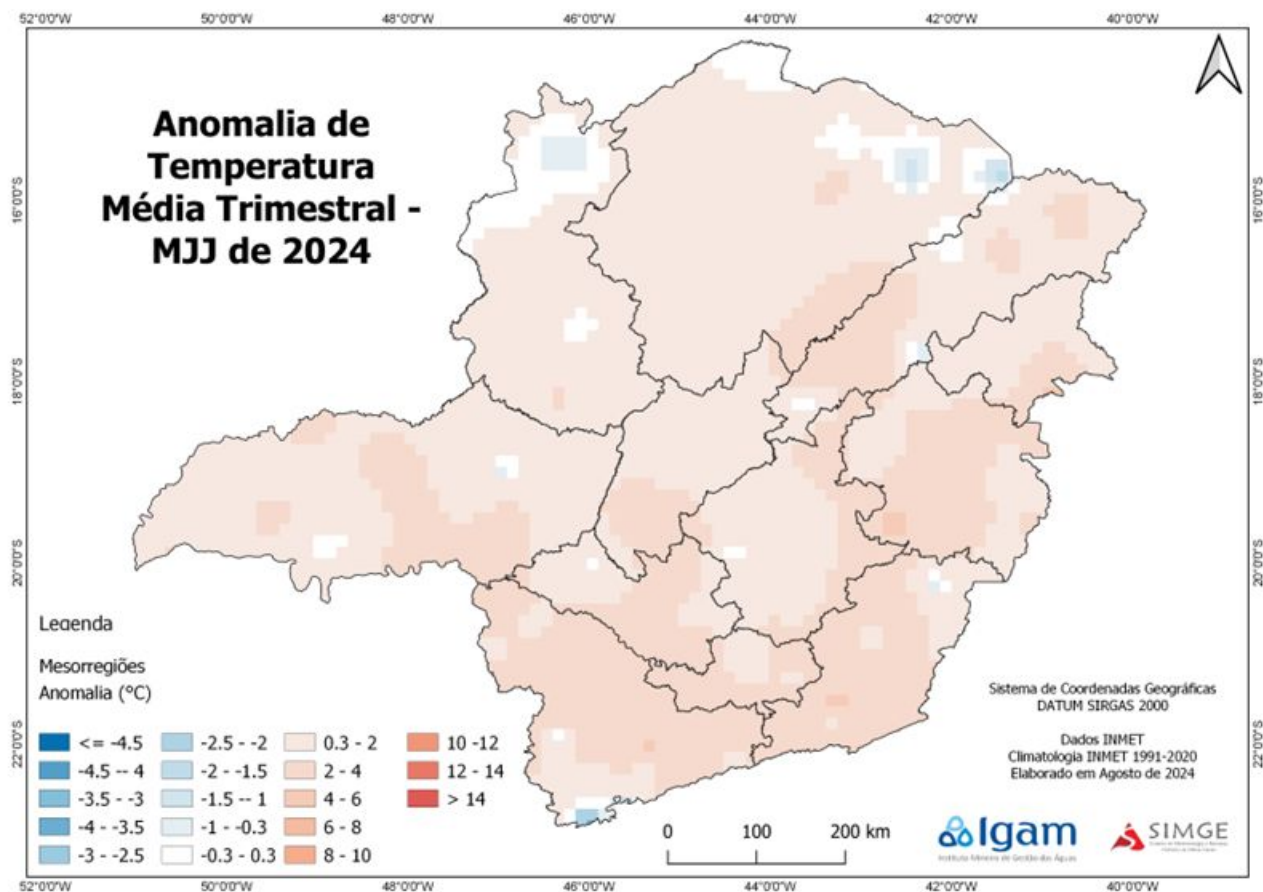 52°0'0"W 50°0'0"W 48°0'0"W 46°0'0"W 44°0'0"W 42°0'0"W 40°0'0"W
Anomalia de
Temperatura
Média Trimestral -
MJJ de 2024
16°0'0"S 16°0'0"S
18°0'0"S 18°0'0"S
20°0'0"S 20°0'0"S
22°0'0"S 22°0'0"S
Legenda
Mesorregiões
Anomalia (°C)
<= -4.5 -2.5 - -2 0.3 - 2 10 -12
-4.5 -- 4 -2 - -1.5 2 - 4 12 - 14
-3.5 - -3 -1.5 -- 1 4 - 6 > 14
-4 - -3.5 -1 - -0.3 6 - 8
-3 - -2.5 -0.3 - 0.3 8 - 10
0 100 200 km
Sistema de Coordenadas Geográficas
DATUM SIRGAS 2000
Dados INMET
Climatologia INMET 1991-2020
Elaborado em Agosto de 2024
Igam
Instituto Mineiro de Gestão das Águas
SIMGE
52°0'0"W 50°0'0"W 48°0'0"W 46°0'0"W 44°0'0"W 42°0'0"W 40°0'0"W